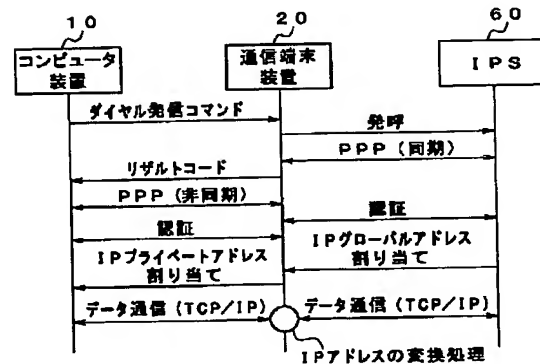 10
20
60
コンピュータ
装置
通信端末
装置
IPS
ダイヤル発信コマンド
発呼
PPP(同期)
リザルトコード
PPP(非同期)
認証
認証
IPグローバルアドレス
割り当て
IPプライベートアドレス
割り当て
データ通信(TCP/IP)
データ通信(TCP/IP)
IPアドレスの変換処理